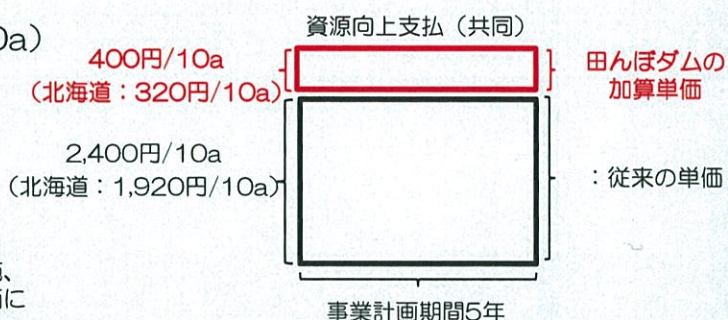 0a）
資源向上支払（共同）
400円/10a
（北海道：320円/10a）
田んぼダムの
加算単価
2,400円/10a
（北海道：1,920円/10a）
：従来の単価
、
に
事業計画期間5年